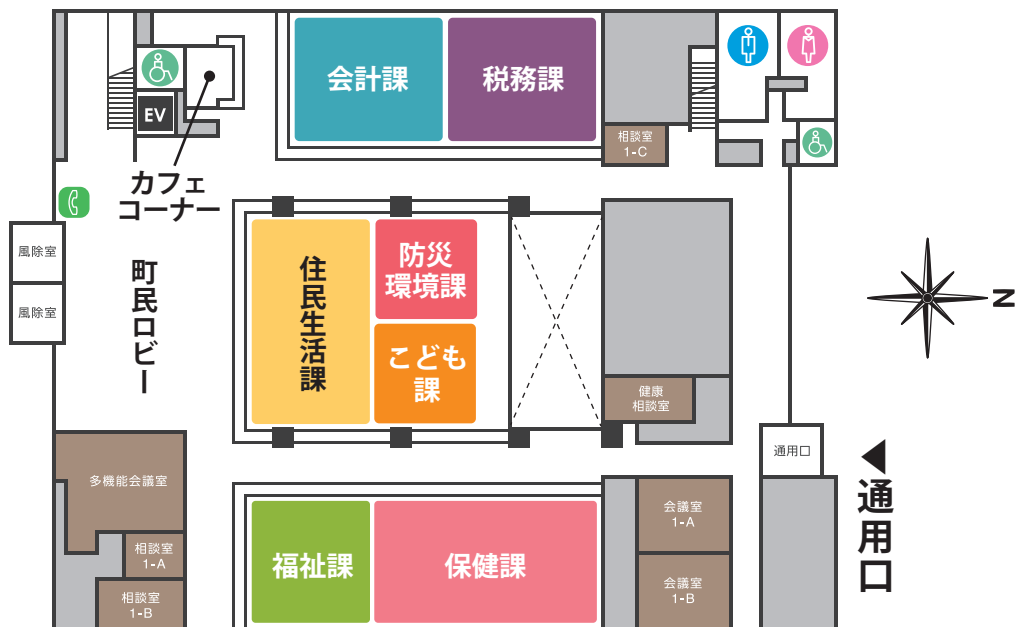 会計課
税務課
EV
相談室
1-C
カフェ
コーナー
風除室
風除室
町民ロビー
住民生活課
防災
環境課
こども
課
健康
相談室
N
多機能会議室
相談室
1-A
相談室
1-B
福祉課
保健課
会議室
1-A
会議室
1-B
通用口
◀通用口